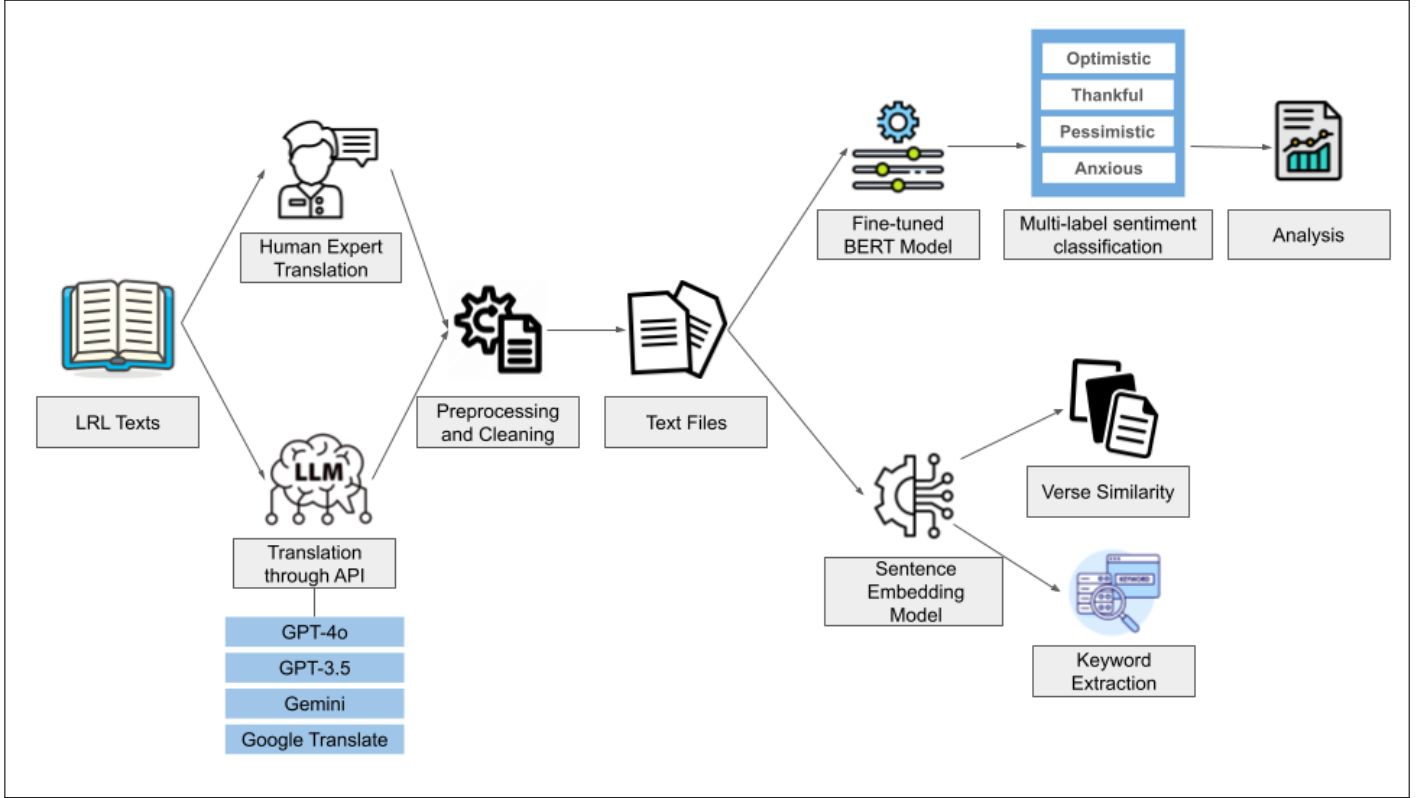 LRL Texts
Human Expert
Translation
LLM
Translation
through API
GPT-4o
GPT-3.5
Gemini
Google Translate
Preprocessing
and Cleaning
Text Files
Fine-tuned
BERT Model
Optimistic
Thankful
Pessimistic
Anxious
Multi-label sentiment
classification
Analysis
Sentence
Embedding
Model
Verse Similarity
KEYWORD
Keyword
Extraction